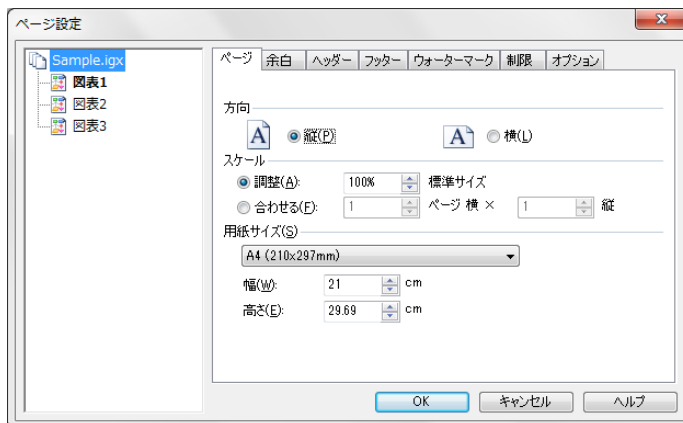 ページ設定
Sample.igx
図表1
図表2
図表3
ページ 余白 ヘッダー フッター ウォーターマーク 制限 オプション
方向
A 縦(P) A 横(L)
スケール
調整(A): 100% 標準サイズ
合わせる(F): 1 ページ 横 × 1 縦
用紙サイズ(S)
A4 (210x297mm)
幅(W): 21 cm
高さ(E): 29.69 cm
OK キャンセル ヘルプ